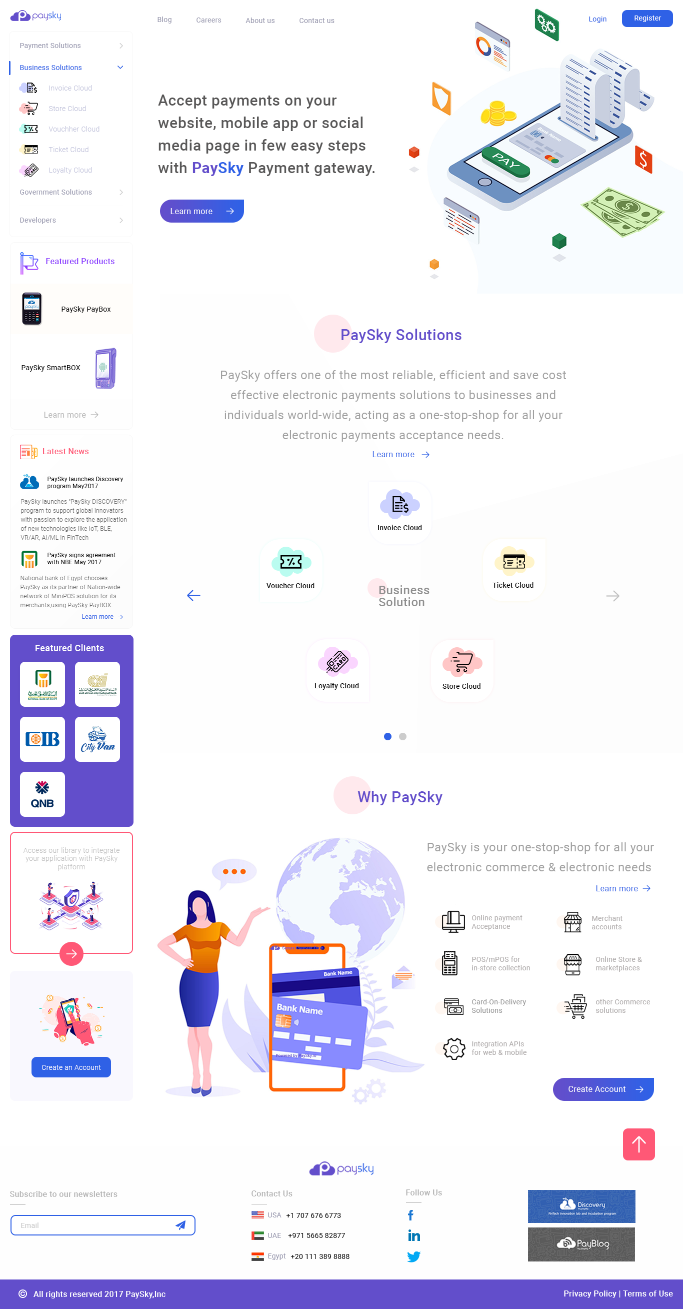 paysky
Blog
Careers
About us
Contact us
Login
Register
Payment Solutions
Business Solutions
Invoice Cloud
Store Cloud
Vouchher Cloud
Ticket Cloud
Loyalty Cloud
Government Solutions
Developers
Accept payments on your
website, mobile app or social
media page in few easy steps
with PaySky Payment gateway.
Learn more
PAY
$
Featured Products
PaySky PayBox
PaySky SmartBOX
Learn more
Latest News
PaySky launches Discovery
program May2017
PaySky launches "PaySky DISCOVERY"
program to support global innovators
with passion to explore the application
of new technologies like IoT, BLE,
VR/AR, AI/ML in FinTech
PaySky signs agreement
with NBE May 2017
National bank of Egypt chooses
PaySky as its partner of Nation-wide
network of MiniPOS solution for its
merchants,using PaySky PayBOX
Learn more
Featured Clients
CIB
City Van
QNB
Access our library to integrate
your application with PaySky
platform
Create an Account
PaySky Solutions
PaySky offers one of the most reliable, efficient and save cost
effective electronic payments solutions to businesses and
individuals world-wide, acting as a one-stop-shop for all your
electronic payments acceptance needs.
Learn more
Invoice Cloud
Voucher Cloud
Ticket Cloud
Business
Solution
Loyalty Cloud
Store Cloud
Why PaySky
PaySky is your one-stop-shop for all your
electronic commerce & electronic needs
Learn more
Bank Name
Bank Name
Online payment
Acceptance
Merchant
accounts
POS/mPOS for
in-store collection
Online Store &
marketplaces
Card-On-Delivery
Solutions
other Commerce
solutions
Integration APIs
for web & mobile
Create Account
paysky
Subscribe to our newsletters
Email
Contact Us
USA +1 707 676 6773
UAE +971 5665 82877
Egypt +20 111 389 8888
Follow Us
Discovery
FinTech innovation lab and incubation program
PayBlog
© All rights reserved 2017 PaySky,Inc
Privacy Policy | Terms of Use